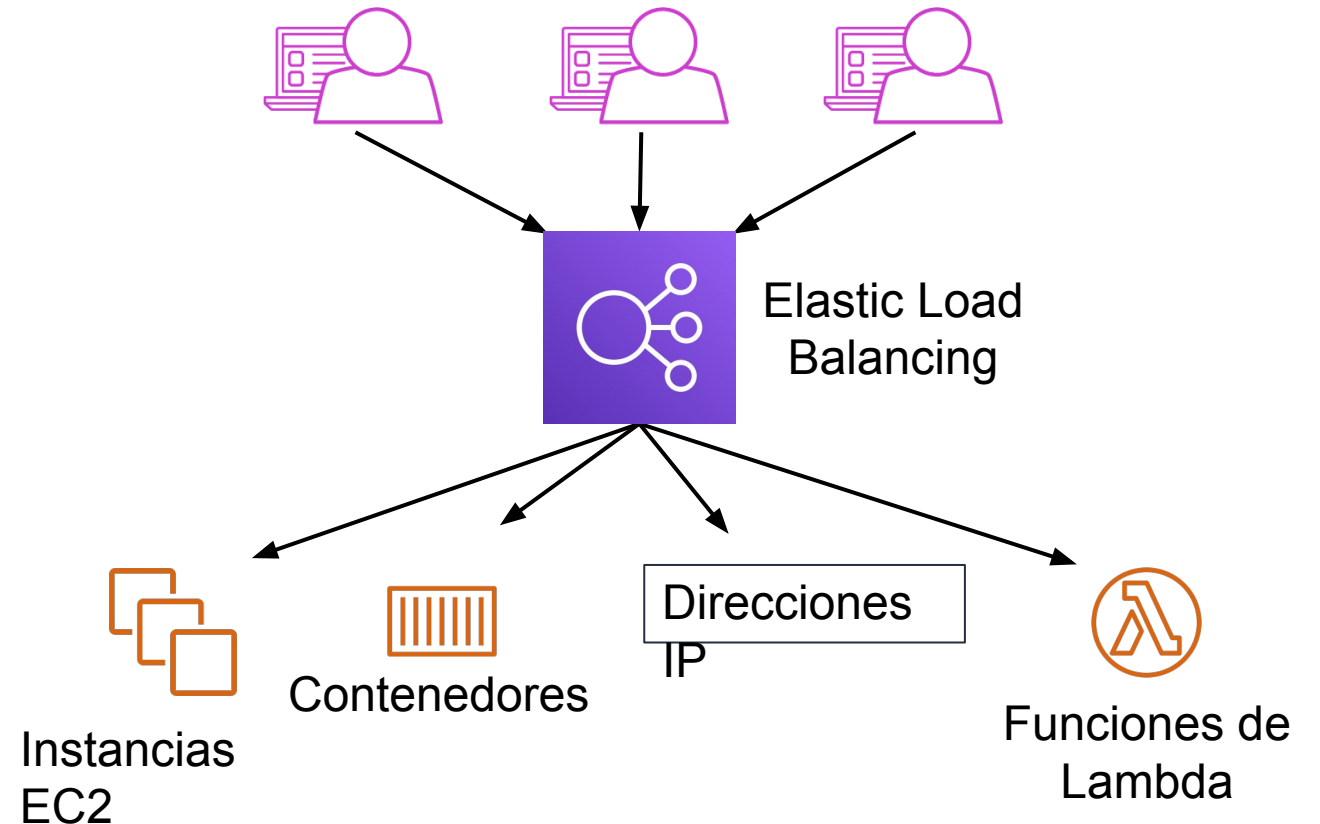 Elastic Load
Balancing
Direcciones
IP
Contenedores
Instancias
EC2
Funciones de
Lambda